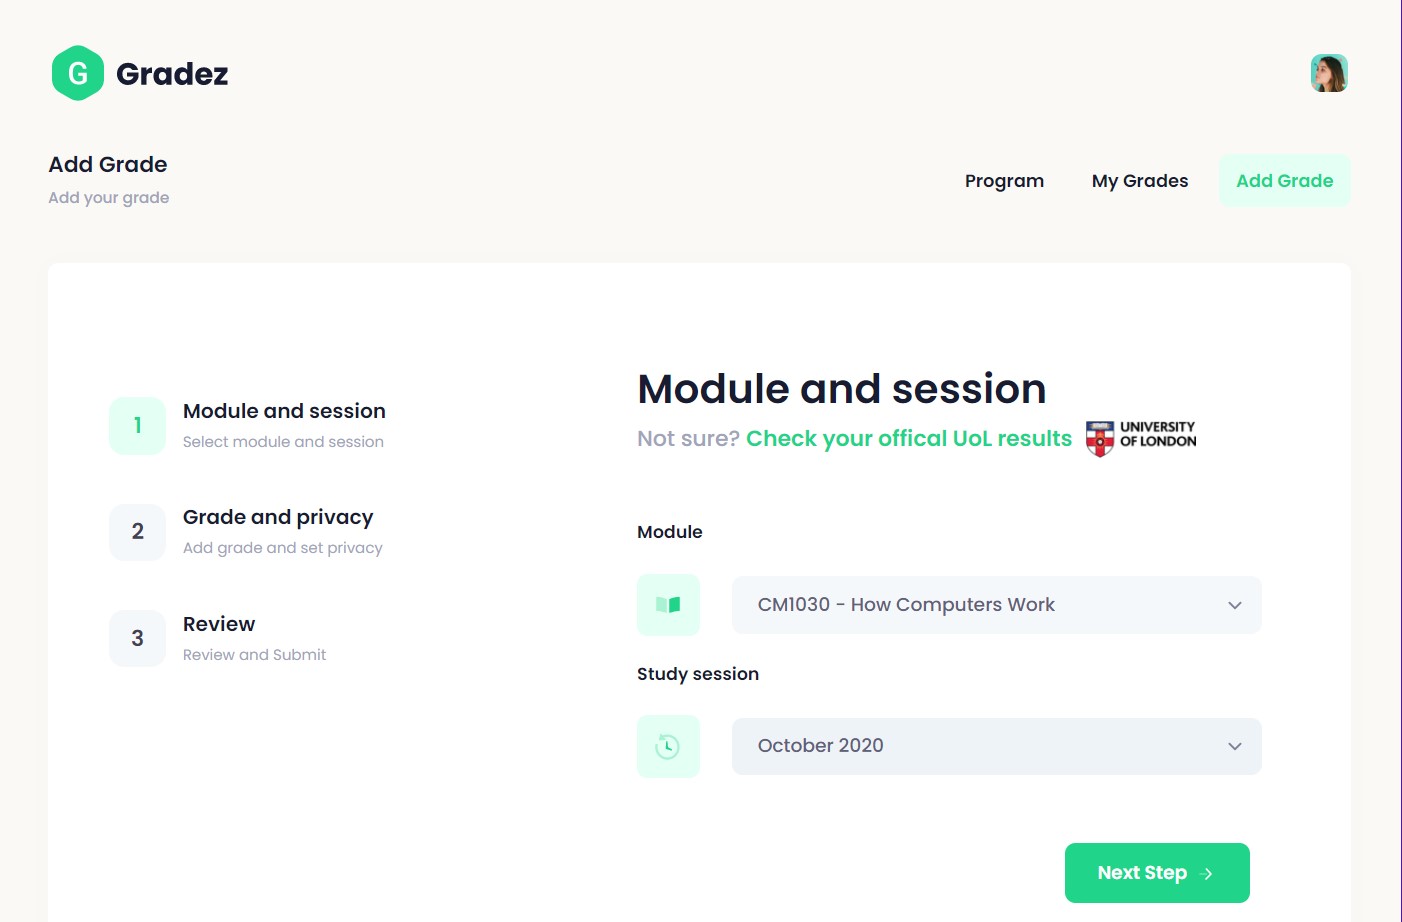 G Gradez
Add Grade
Add your grade
Program My Grades Add Grade
1 Module and session
Select module and session
2 Grade and privacy
Add grade and set privacy
3 Review
Review and Submit
Module and session
Not sure? Check your offical UoL results
UNIVERSITY
OF LONDON
Module
CM1030 - How Computers Work
Study session
October 2020
Next Step →